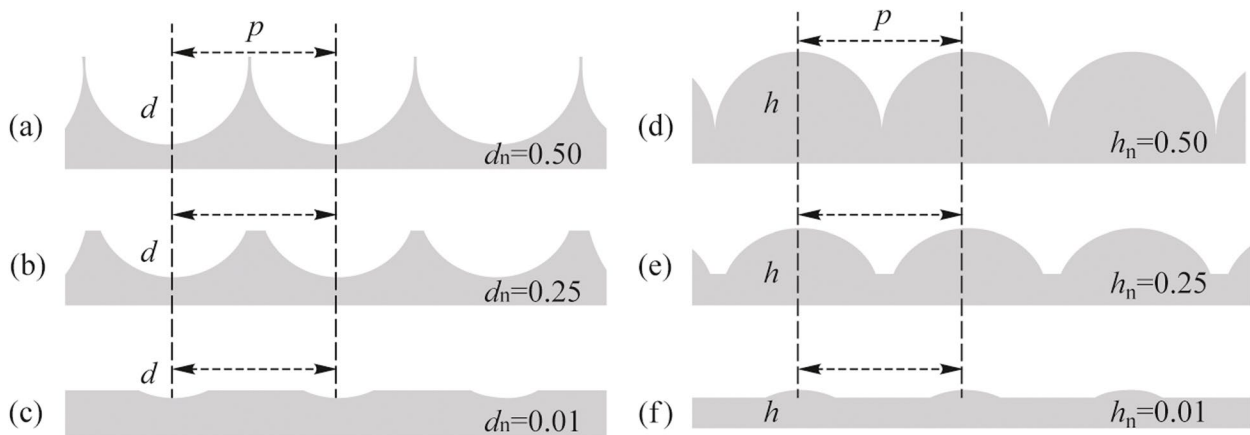 p
(a)
d
dn=0.50
(b)
d
dn=0.25
(c)
d
dn=0.01
p
(d)
h
hn=0.50
(e)
h
hn=0.25
(f)
h
hn=0.01